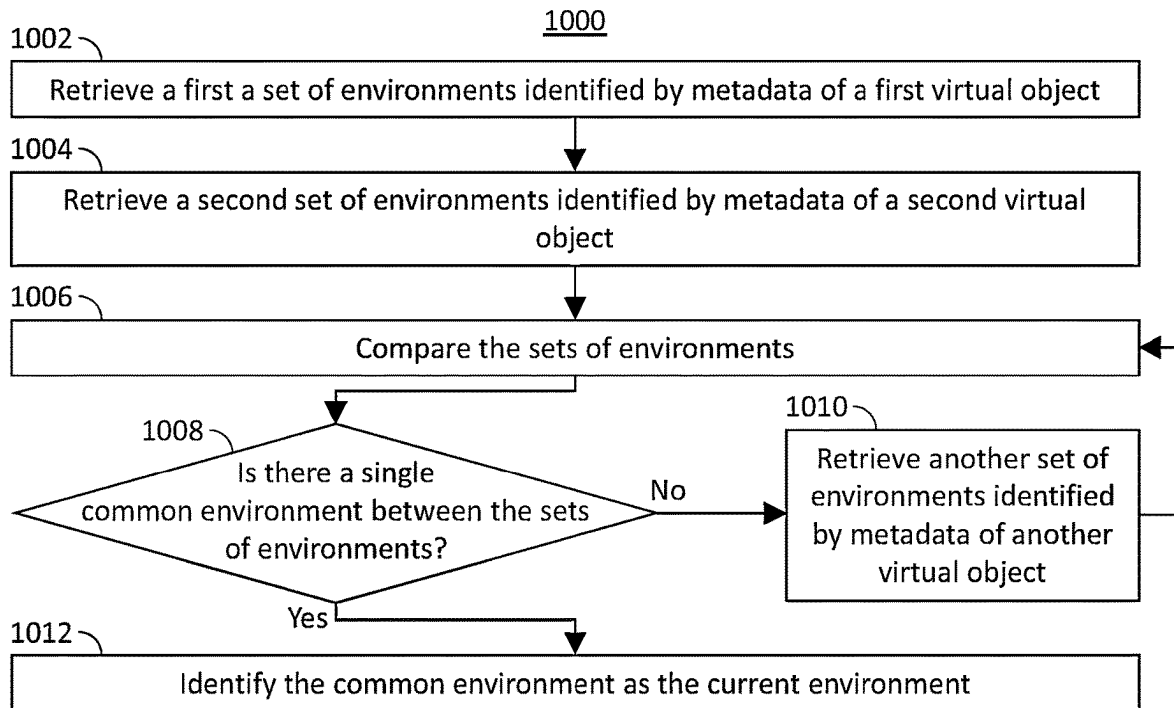 1000
1002
Retrieve a first a set of environments identified by metadata of a first virtual object
1004
Retrieve a second set of environments identified by metadata of a second virtual
object
1006
Compare the sets of environments
1008
Is there a single
common environment between the sets
of environments?
No
1010
Retrieve another set of
environments identified
by metadata of another
virtual object
Yes
1012
Identify the common environment as the current environment